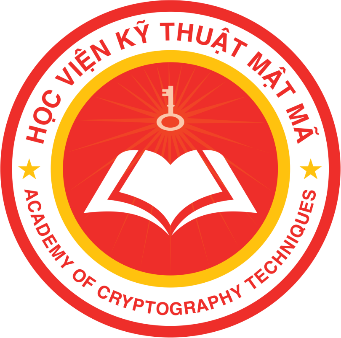 HỌC VIỆN KỸ THUẬT MẬT MÃ
ACADEMY OF CRYPTOGRAPHY TECHNIQUES